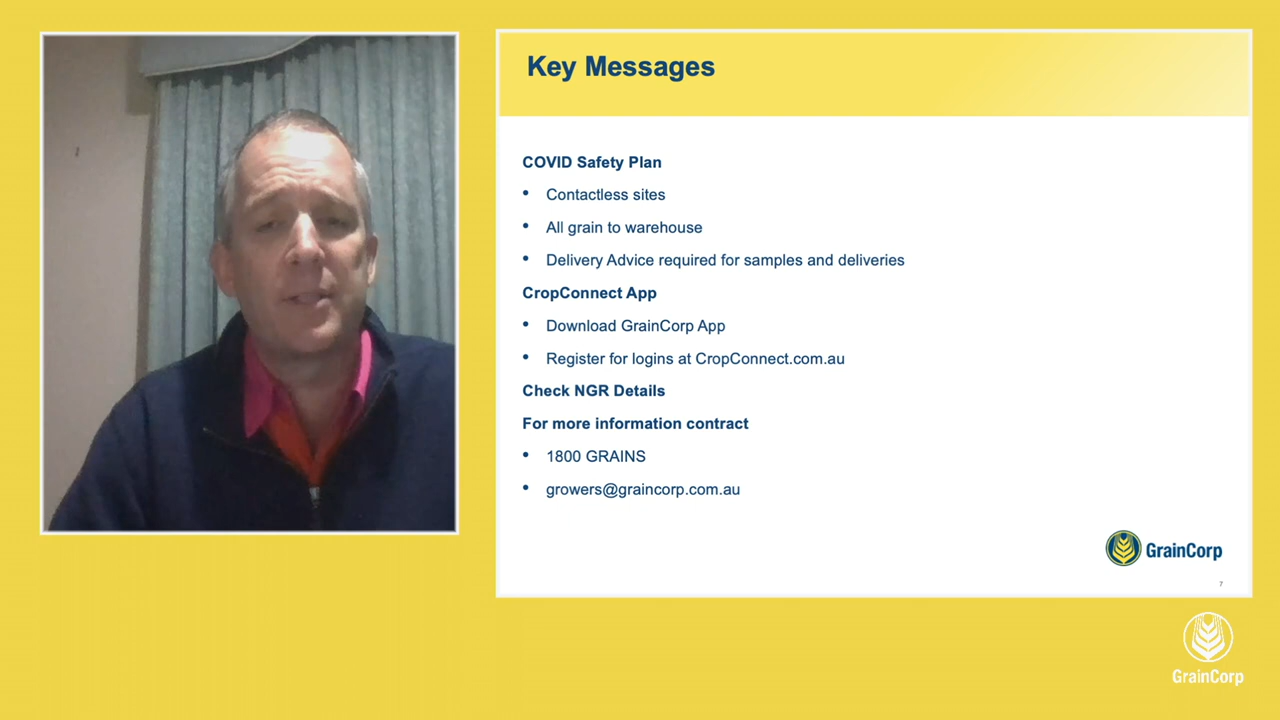 Key Messages
COVID Safety Plan
• Contactless sites
• All grain to warehouse
• Delivery Advice required for samples and deliveries
CropConnect App
• Download GrainCorp App
• Register for logins at CropConnect.com.au
Check NGR Details
For more information contract
• 1800 GRAINS
• growers@graincorp.com.au
GrainCorp
7
GrainCorp